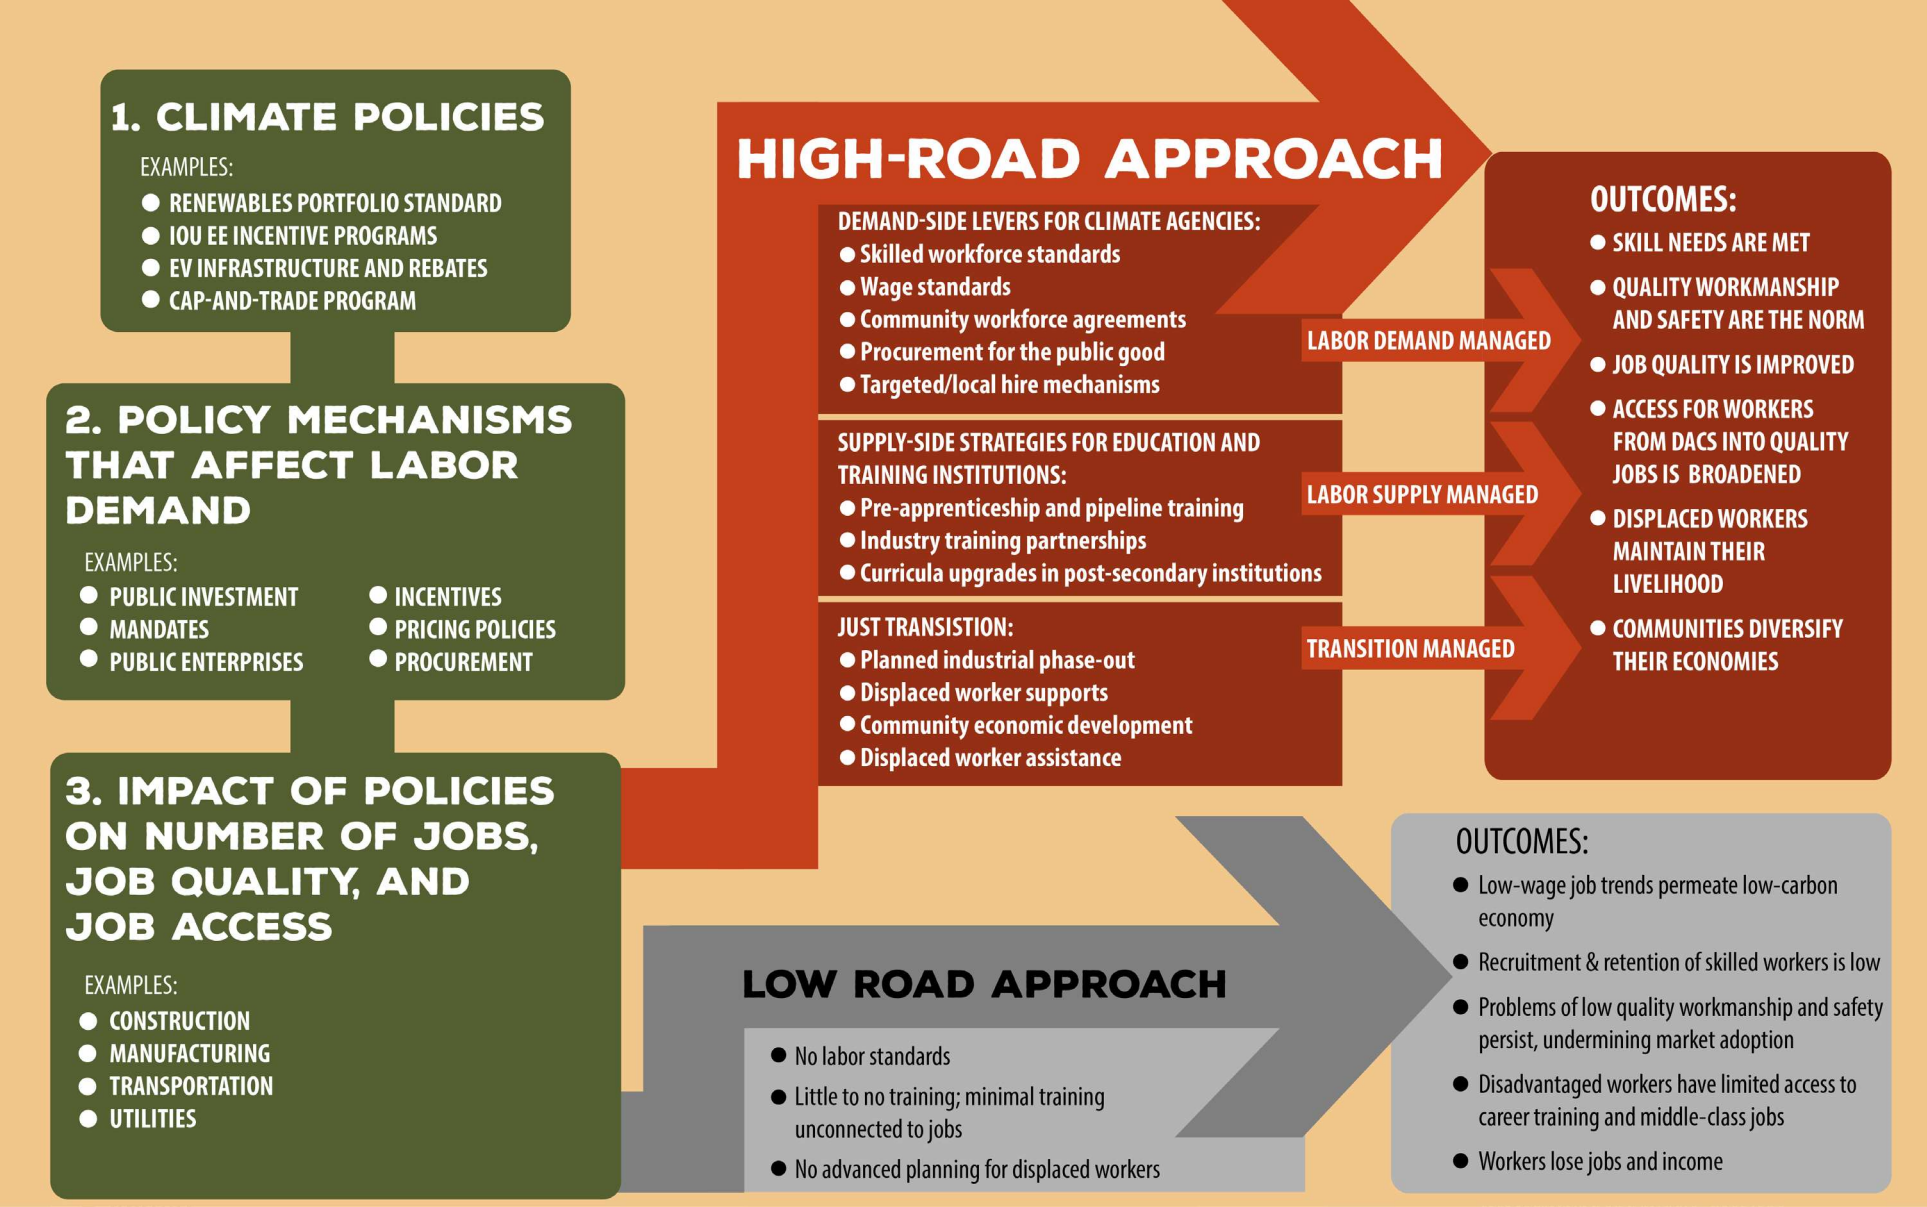 1. CLIMATE POLICIES
EXAMPLES:
● RENEWABLES PORTFOLIO STANDARD
● IOU EE INCENTIVE PROGRAMS
● EV INFRASTRUCTURE AND REBATES
● CAP-AND-TRADE PROGRAM
2. POLICY MECHANISMS
THAT AFFECT LABOR
DEMAND
EXAMPLES:
● PUBLIC INVESTMENT
● MANDATES
● PUBLIC ENTERPRISES
● INCENTIVES
● PRICING POLICIES
● PROCUREMENT
3. IMPACT OF POLICIES
ON NUMBER OF JOBS,
JOB QUALITY, AND
JOB ACCESS
EXAMPLES:
● CONSTRUCTION
● MANUFACTURING
● TRANSPORTATION
● UTILITIES
HIGH-ROAD APPROACH
DEMAND-SIDE LEVERS FOR CLIMATE AGENCIES:
● Skilled workforce standards
● Wage standards
● Community workforce agreements
● Procurement for the public good
● Targeted/local hire mechanisms
LABOR DEMAND MANAGED
SUPPLY-SIDE STRATEGIES FOR EDUCATION AND
TRAINING INSTITUTIONS:
● Pre-apprenticeship and pipeline training
● Industry training partnerships
● Curricula upgrades in post-secondary institutions
LABOR SUPPLY MANAGED
JUST TRANSISTION:
● Planned industrial phase-out
● Displaced worker supports
● Community economic development
● Displaced worker assistance
TRANSITION MANAGED
OUTCOMES:
● SKILL NEEDS ARE MET
● QUALITY WORKMANSHIP
AND SAFETY ARE THE NORM
● JOB QUALITY IS IMPROVED
● ACCESS FOR WORKERS
FROM DACS INTO QUALITY
JOBS IS BROADENED
● DISPLACED WORKERS
MAINTAIN THEIR
LIVELIHOOD
● COMMUNITIES DIVERSIFY
THEIR ECONOMIES
LOW ROAD APPROACH
● No labor standards
● Little to no training; minimal training
unconnected to jobs
● No advanced planning for displaced workers
OUTCOMES:
● Low-wage job trends permeate low-carbon
economy
● Recruitment & retention of skilled workers is low
● Problems of low quality workmanship and safety
persist, undermining market adoption
● Disadvantaged workers have limited access to
career training and middle-class jobs
● Workers lose jobs and income